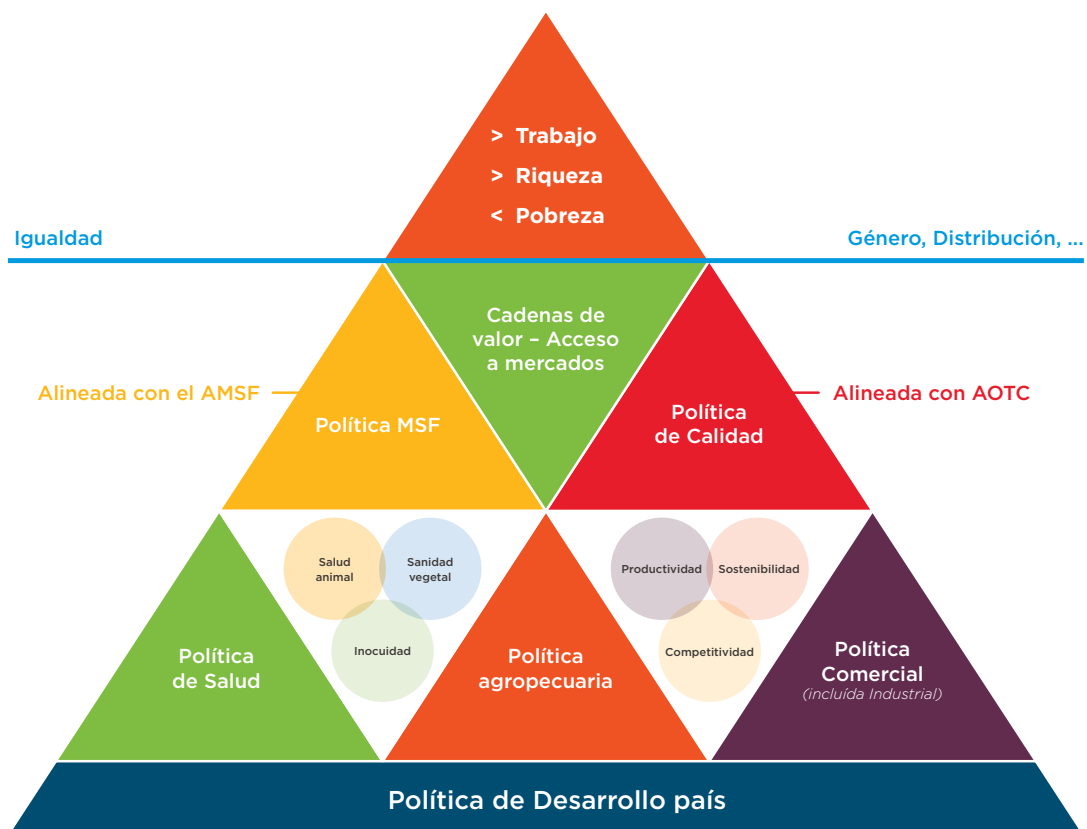 > Trabajo
> Riqueza
< Pobreza
Igualdad
Género, Distribución, ...
Cadenas de
valor – Acceso
a mercados
Alineada con el AMSF
Política MSF
Política
de Calidad
Alineada con AOTC
Salud
animal
Sanidad
vegetal
Inocuidad
Productividad
Sostenibilidad
Competitividad
Política
de Salud
Política
agropecuaria
Política
Comercial
(incluída Industrial)
Política de Desarrollo país